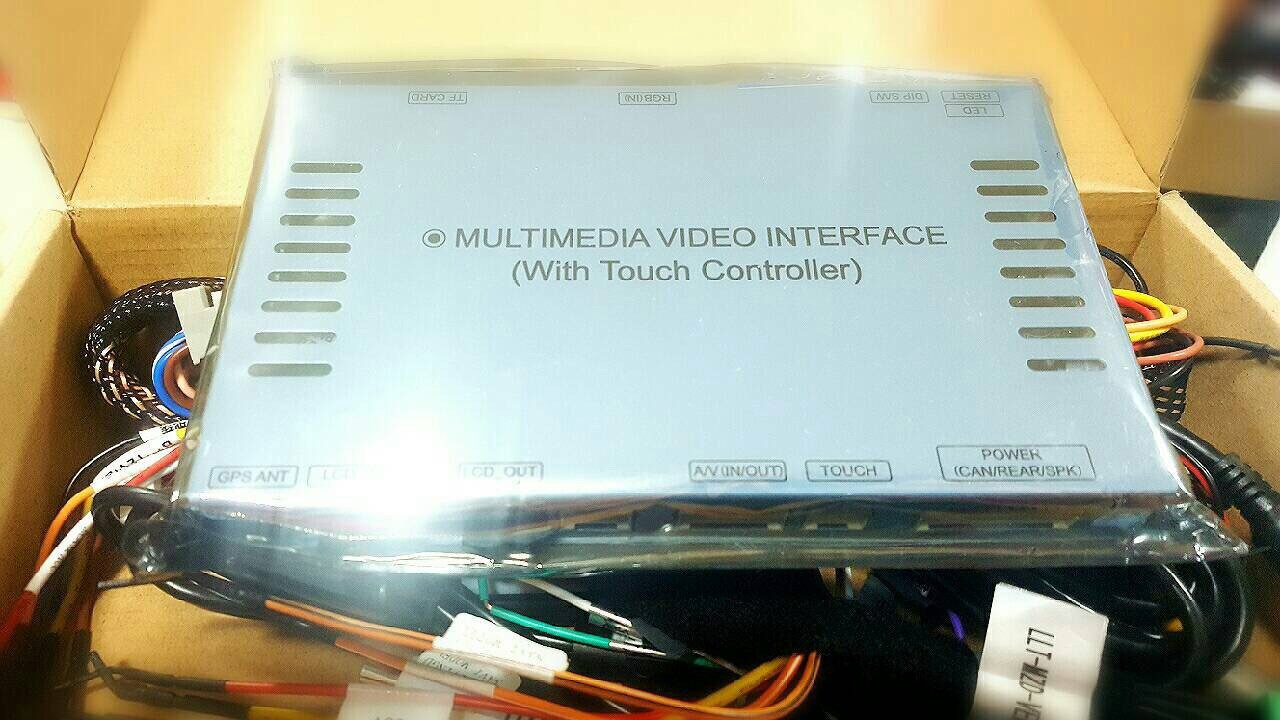 TF CARD
RGB(IN)
DIP S/W
RESET
LED
MULTIMEDIA VIDEO INTERFACE
(With Touch Controller)
GPS ANT
LCD_OUT
A/V(IN/OUT)
TOUCH
POWER
(CAN/REAR/SPK)